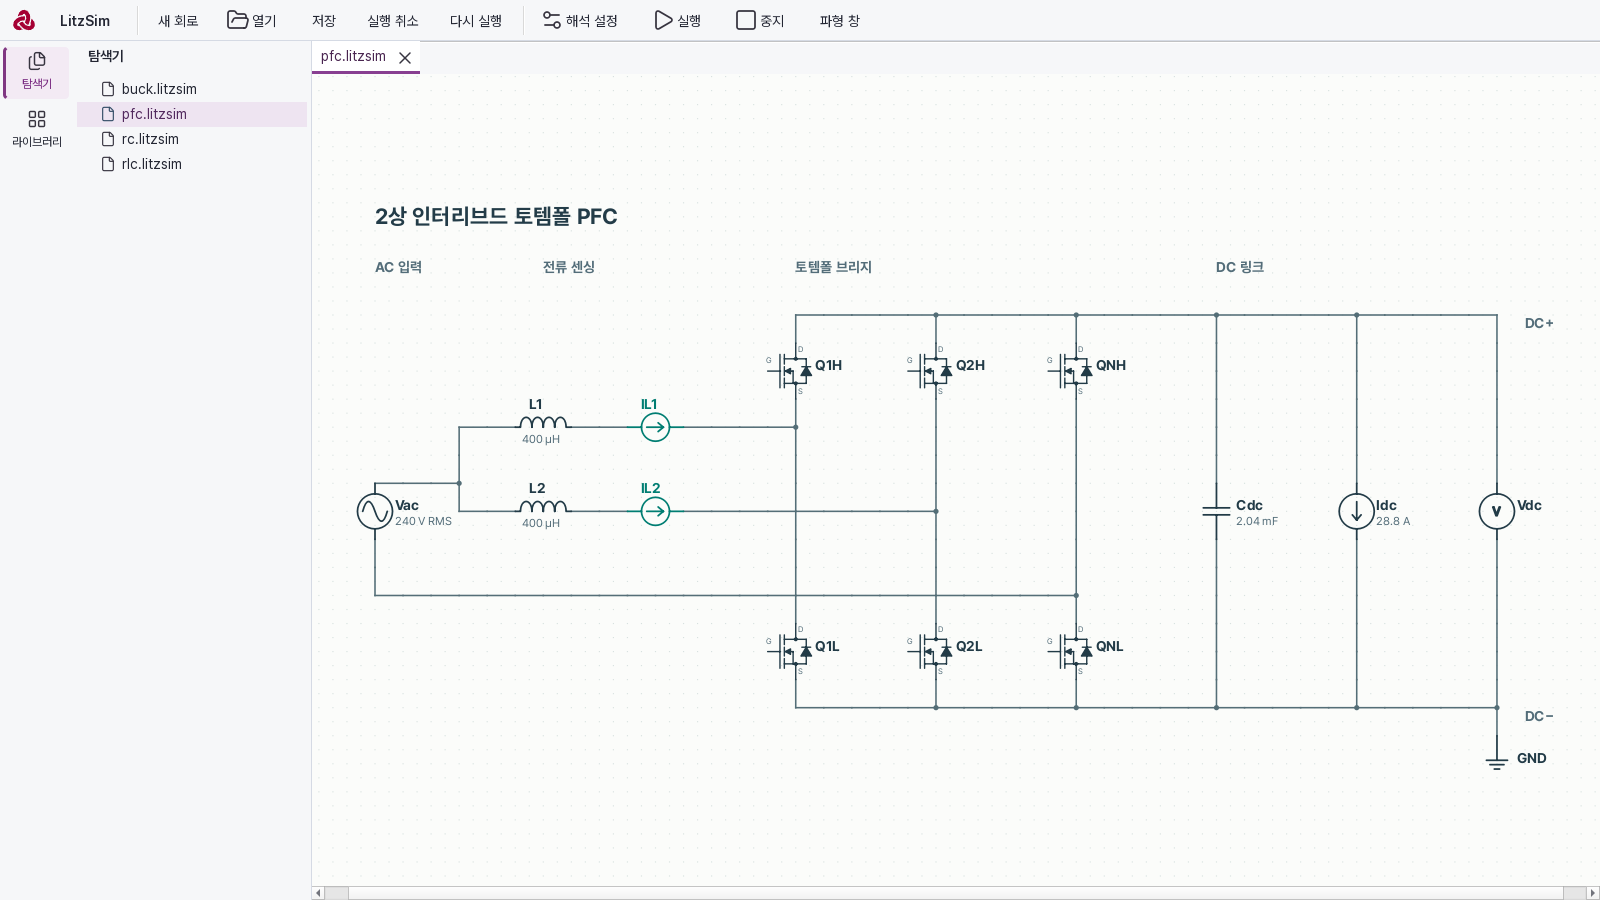 LitzSim
새 회로
열기
저장
실행 취소
다시 실행
해석 설정
실행
중지
파형 창
탐색기
라이브러리
탐색기
buck.litzsim
pfc.litzsim
rc.litzsim
rlc.litzsim
pfc.litzsim
2상 인터리브드 토템폴 PFC
AC 입력
전류 센싱
토템폴 브리지
DC 링크
DC+
G
D
S
Q1H
G
D
S
Q2H
G
D
S
QNH
L1
400 µH
IL1
L2
400 µH
IL2
Vac
240 V RMS
Cdc
2.04 mF
Idc
28.8 A
V
Vdc
G
D
S
Q1L
G
D
S
Q2L
G
D
S
QNL
DC−
GND